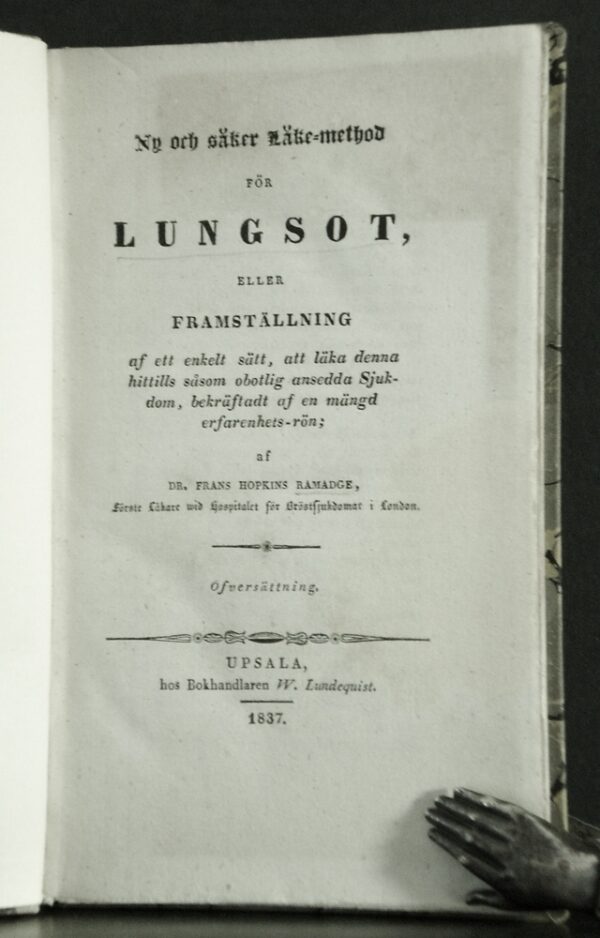 Ny och säker Läke-method
FÖR
LUNGSOT,
ELLER
FRAMSTÄLLNING
af ett enkelt sätt, att läka denna
hittills såsom obotlig ansedda Sjuk-
dom, bekräftadt af en mängd
erfarenhets-rön;
af
DR. FRANS HOPKINS RAMADGE,
Förste Läkare wid Hospitalet för Bröstsjukdomar i London.
Öfversättning.
UPSALA,
hos Bokhandlaren W. Lundequist.
1837.